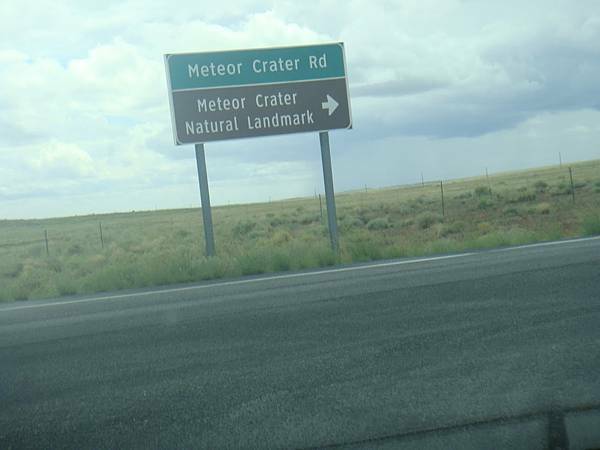 Meteor Crater Rd
Meteor Crater
Natural Landmark